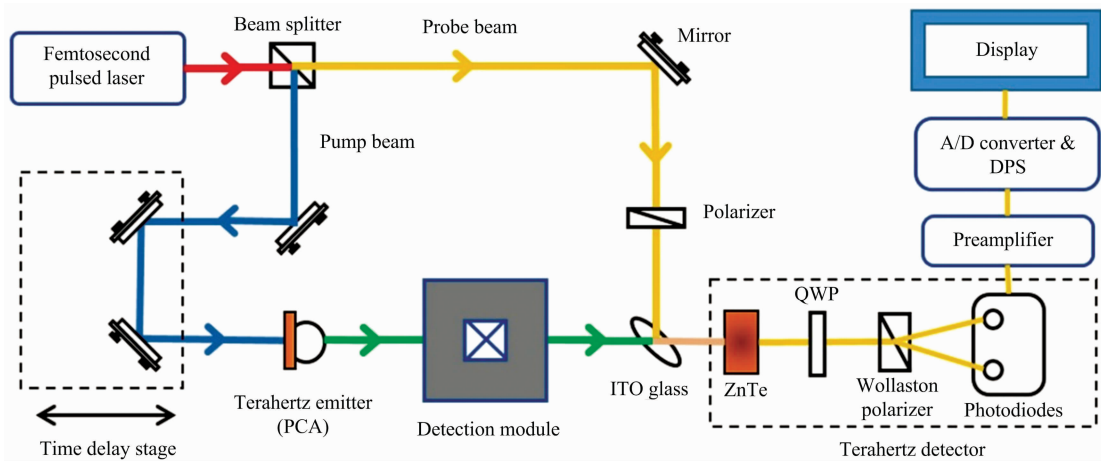 Beam splitter
Probe beam
Mirror
Display
Femtosecond
pulsed laser
Pump beam
A/D converter &
DPS
Polarizer
Preamplifier
QWP
ITO glass
ZnTe
Wollaston
polarizer
Photodiodes
Terahertz emitter
(PCA)
Detection module
Time delay stage
Terahertz detector